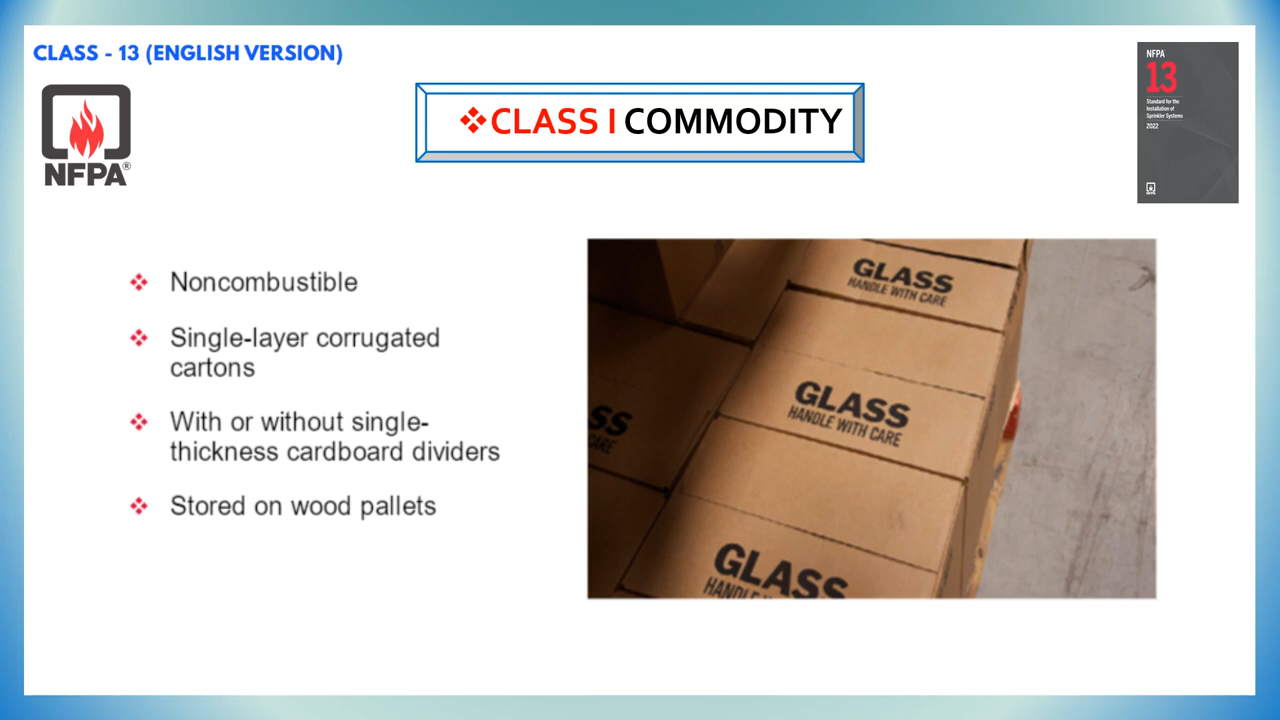 CLASS - 13 (ENGLISH VERSION)
NFPA®
CLASS I COMMODITY
NFPA
13
Standard for the
Installation of
Sprinkler Systems
2022
Noncombustible
Single-layer corrugated
cartons
With or without single-
thickness cardboard dividers
Stored on wood pallets
GLASS
HANDLE WITH CARE
GLASS
HANDLE WITH CARE
SS
CARE
GLASS
HANDLE